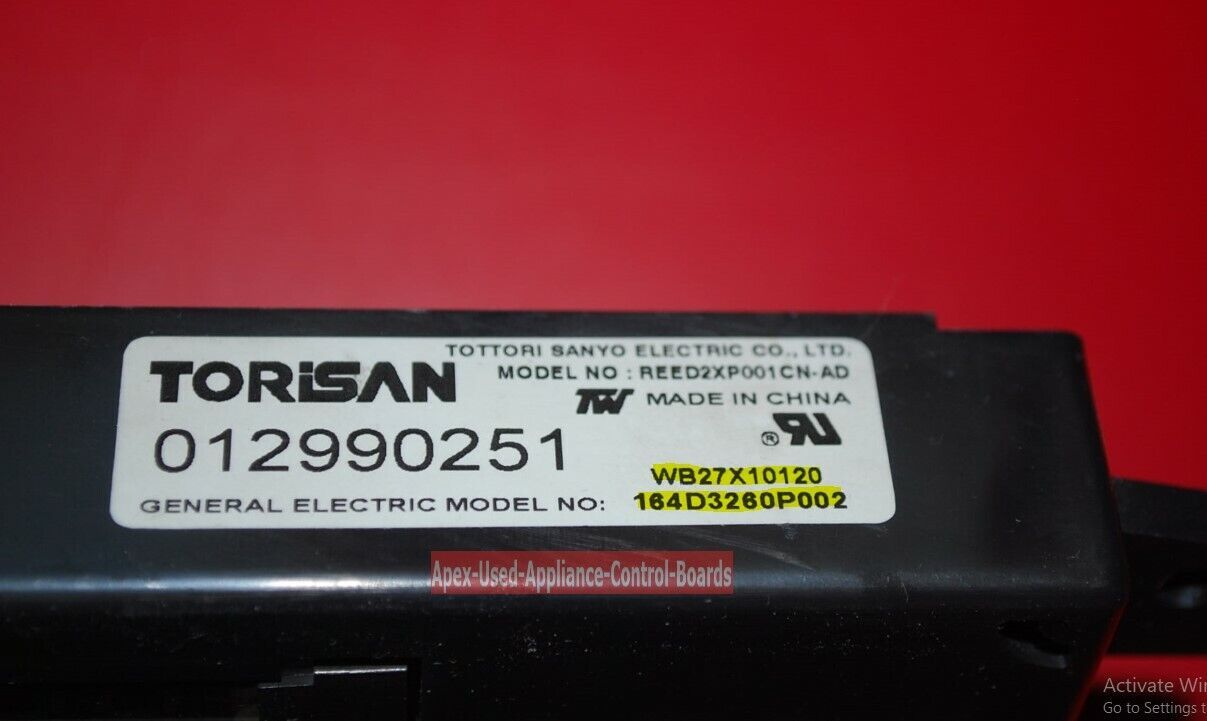 TOTTORI SANYO ELECTRIC CO., LTD.
TORiSAN
MODEL NO : REED2XP001CN-AD
MADE IN CHINA
012990251
®
WB27X10120
GENERAL ELECTRIC MODEL NO: 164D3260P002
Apex-Used-Appliance-Control-Boards
Activate Wi
Go to Settings t